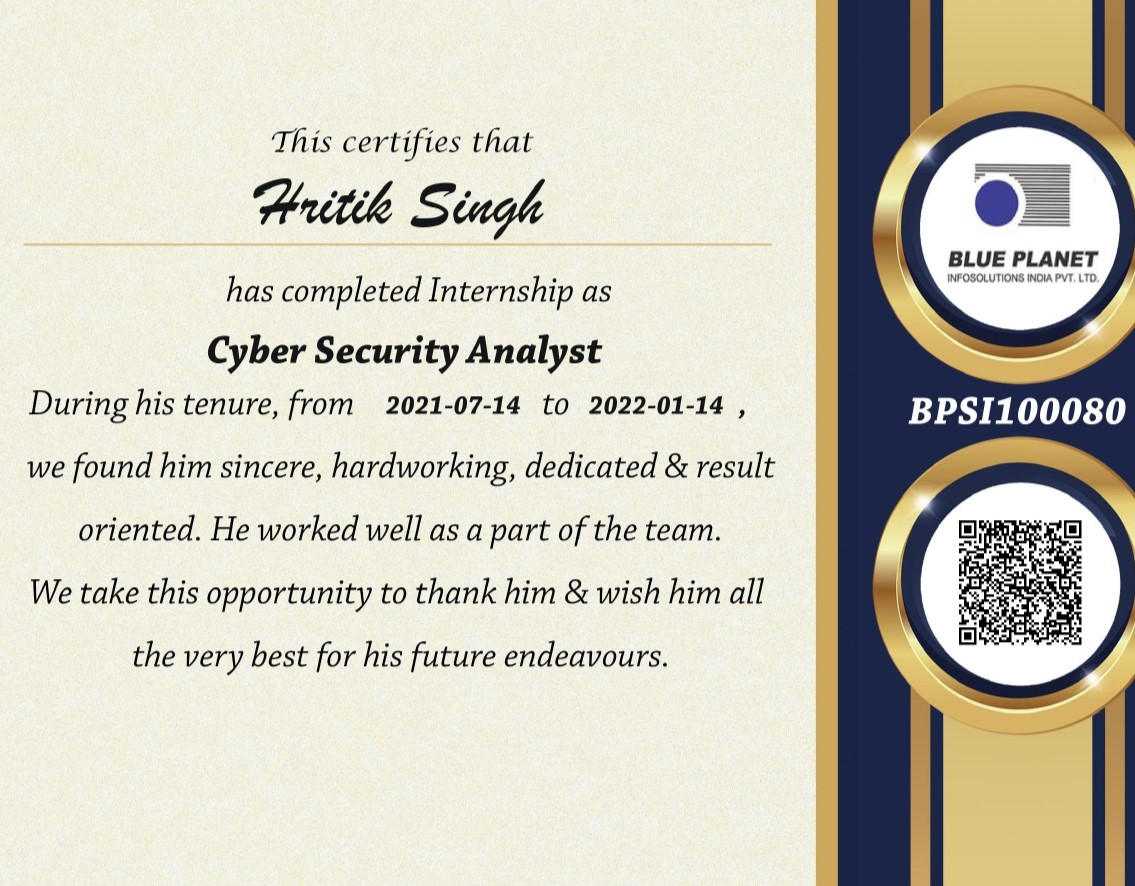 This certifies that
Hritik Singh
has completed Internship as
Cyber Security Analyst
During his tenure, from 2021-07-14 to 2022-01-14 ,
we found him sincere, hardworking, dedicated & result
oriented. He worked well as a part of the team.
We take this opportunity to thank him & wish him all
the very best for his future endeavours.
BLUE PLANET
INFOSOLUTIONS INDIA PVT. LTD.
BPSI100080